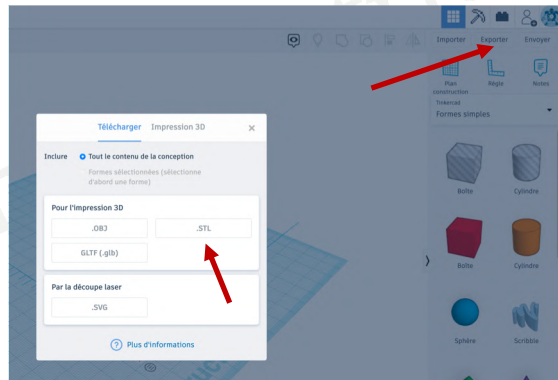 Importer Exporter Envoyer
Plan construction
Règle
Notes
Tinkercad
Formes simples
Télécharger Impression 3D ×
Inclure Tout le contenu de la conception
Formes sélectionnées (sélectionne
d'abord une forme)
Pour l'impression 3D
.OBJ .STL
GLTF (.glb)
Par la découpe laser
.SVG
? Plus d'informations
Boîte Cylindre
Boîte Cylindre
Sphère Scribble